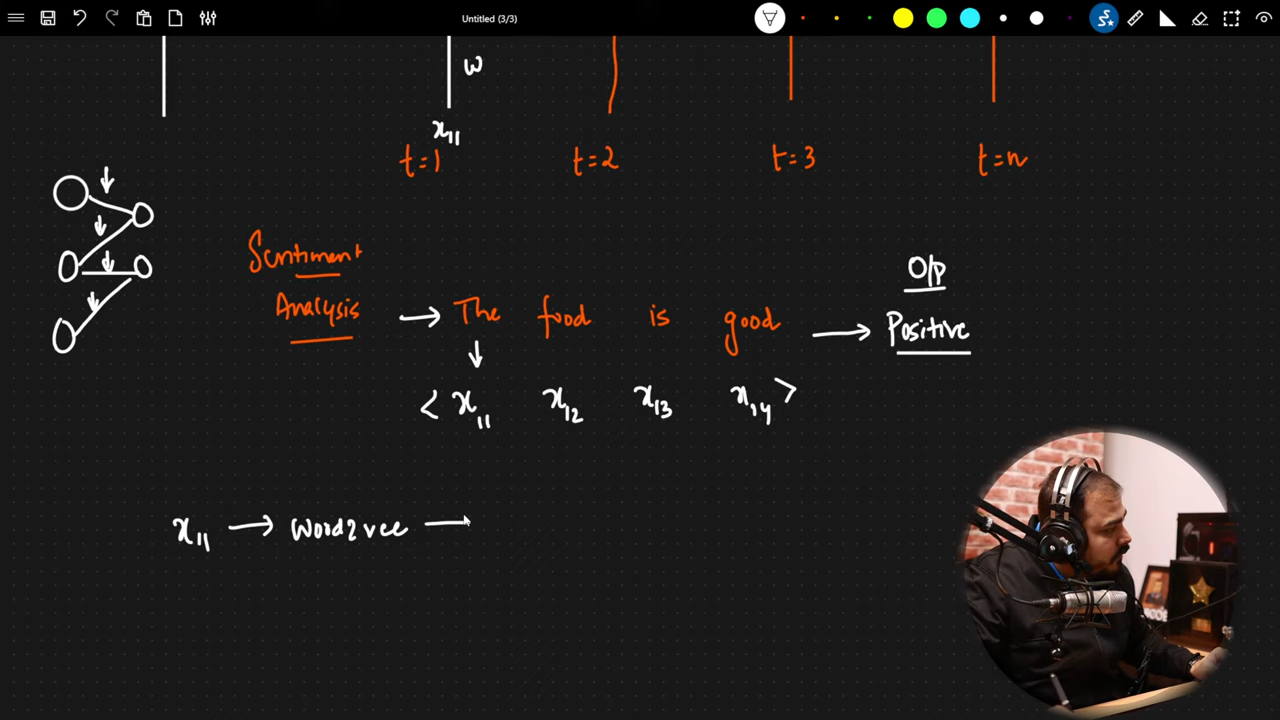 Untitled (3/3)
w
x11
t=1 t=2 t=3 t=n
Sentiment
Analysis → The food is good → Positive
O/p
< x11 x12 x13 x14 >
x11 → word2vec